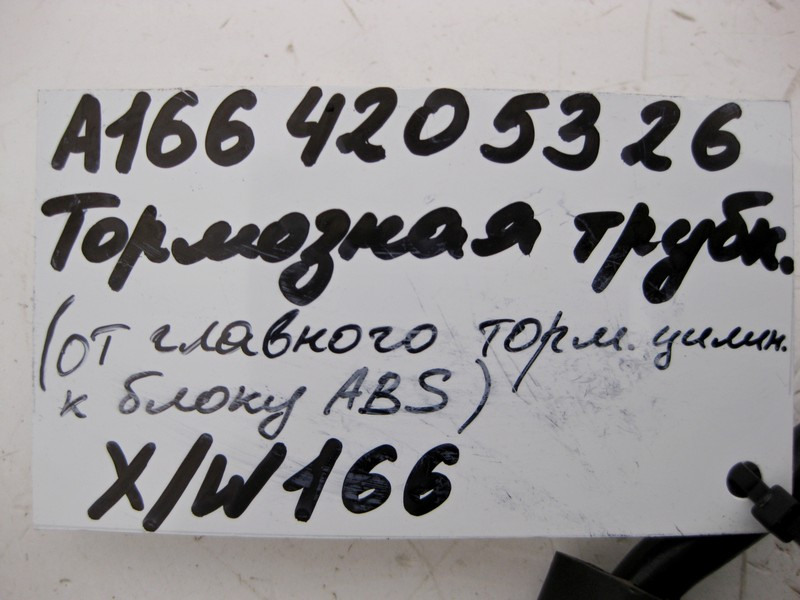 A166 420 53 26
Тормозная трубк.
(от главного торм. цилин.
к блоку ABS)
X/W166